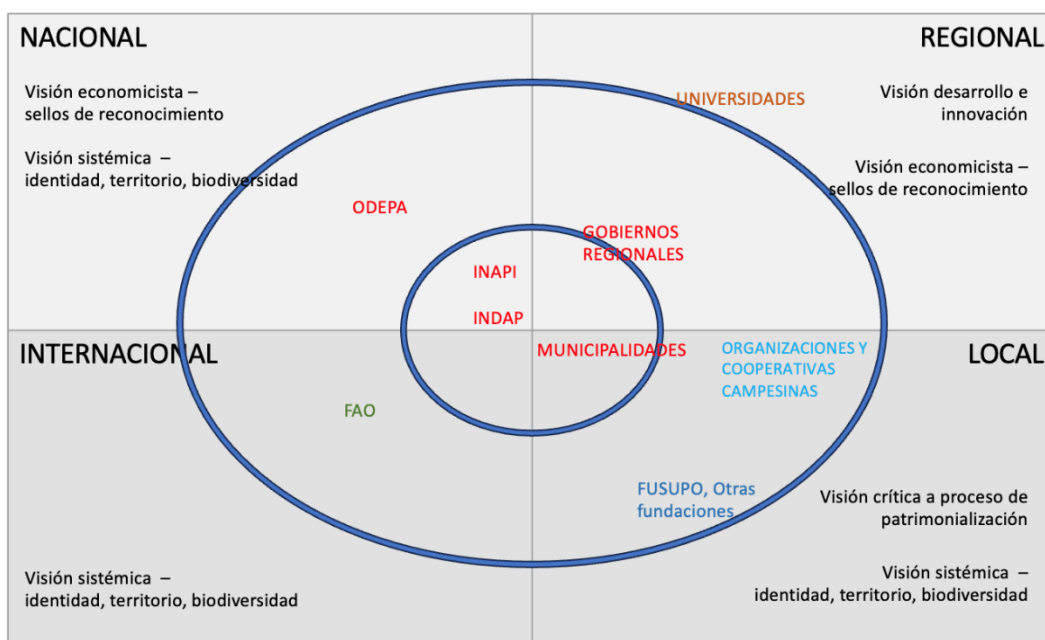 NACIONAL
Visión economicista –
sellos de reconocimiento
Visión sistémica –
identidad, territorio, biodiversidad
ODEPA
INAPI
INDAP
REGIONAL
UNIVERSIDADES
Visión desarrollo e
innovación
Visión economicista –
sellos de reconocimiento
GOBIERNOS
REGIONALES
INTERNACIONAL
FAO
Visión sistémica –
identidad, territorio, biodiversidad
LOCAL
MUNICIPALIDADES
ORGANIZACIONES Y
COOPERATIVAS
CAMPESINAS
FUSUPO, Otras
fundaciones
Visión crítica a proceso de
patrimonialización
Visión sistémica –
identidad, territorio, biodiversidad